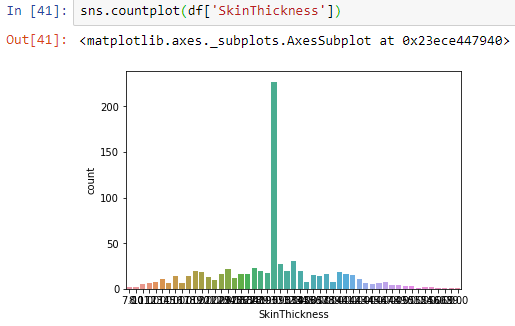 In [41]: sns.countplot(df['SkinThickness'])
Out[41]: <matplotlib.axes._subplots.AxesSubplot at 0x23ece447940>
200
150
100
50
0
count
SkinThickness